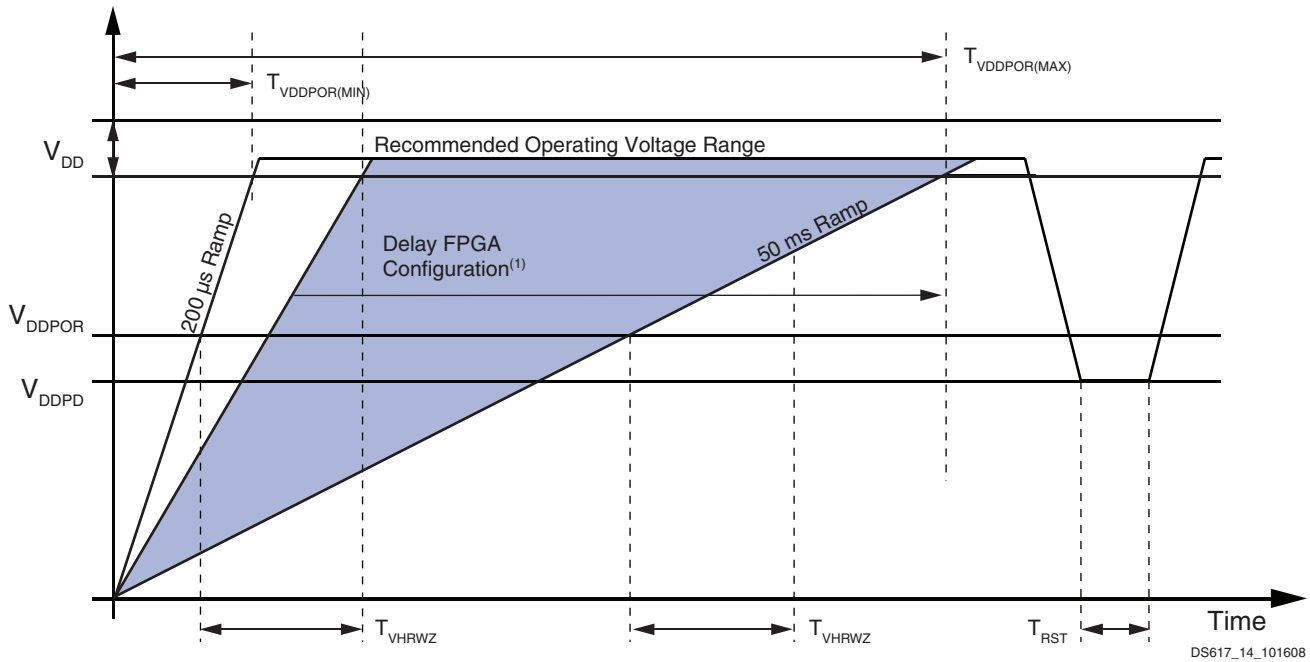 TVDDPOR(MAX)
TVDDPOR(MIN)
VDD
Recommended Operating Voltage Range
200 µs Ramp
Delay FPGA
Configuration(1)
50 ms Ramp
VDDPOR
VDDPD
TVHRWZ
TVHRWZ
TRST
Time
DS617_14_101608